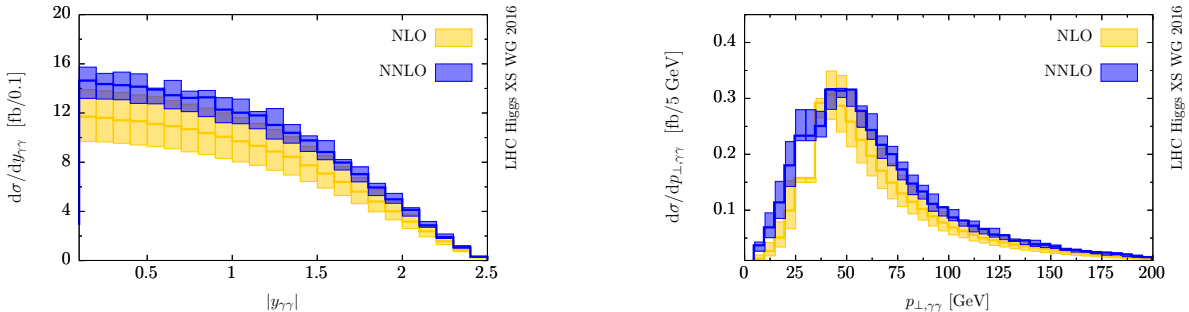 dσ/dy_γγ [fb/0.1]
20
16
12
8
4
0
0.5
1
1.5
2
2.5
|y_γγ|
NLO
NNLO
LHC Higgs XS WG 2016
dσ/dp_⊥,γγ [fb/5 GeV]
0.4
0.3
0.2
0.1
0
25
50
75
100
125
150
175
200
p_⊥,γγ [GeV]
NLO
NNLO
LHC Higgs XS WG 2016